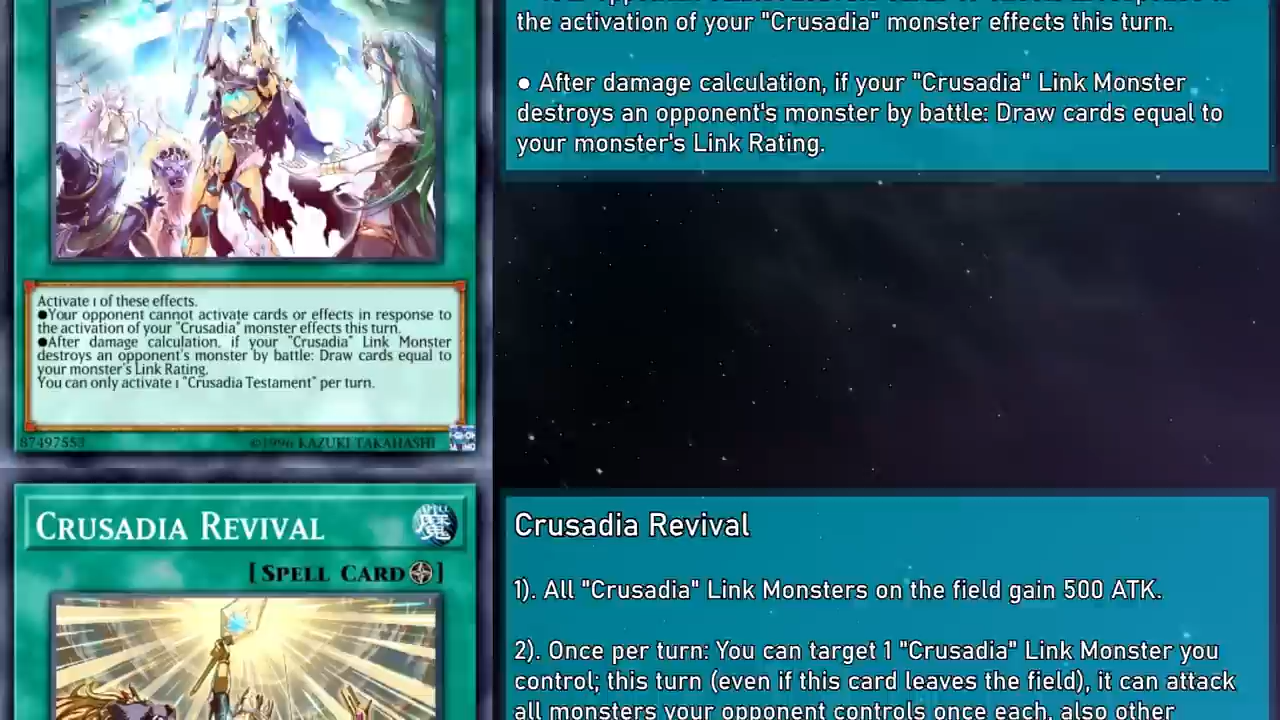 the activation of your "Crusadia" monster effects this turn.
● After damage calculation, if your "Crusadia" Link Monster
destroys an opponent's monster by battle: Draw cards equal to
your monster's Link Rating.
Activate 1 of these effects.
●Your opponent cannot activate cards or effects in response to
the activation of your "Crusadia" monster effects this turn.
●After damage calculation, if your "Crusadia" Link Monster
destroys an opponent's monster by battle: Draw cards equal to
your monster's Link Rating.
You can only activate 1 "Crusadia Testament" per turn.
87497553
©1996 KAZUKI TAKAHASHI
CRUSADIA REVIVAL
SPELL
魔
[SPELL CARD]
Crusadia Revival
1). All "Crusadia" Link Monsters on the field gain 500 ATK.
2). Once per turn: You can target 1 "Crusadia" Link Monster you
control; this turn (even if this card leaves the field), it can attack
all monsters your opponent controls once each, also other